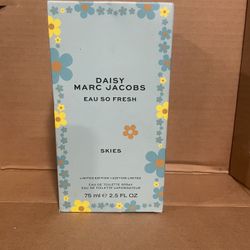 DAISY
MARC JACOBS
EAU SO FRESH
SKIES
LIMITED EDITION • EDITION LIMITEE
EAU DE TOILETTE SPRAY
EAU DE TOILETTE VAPORISATEUR
75 ml e 2.5 FL OZ